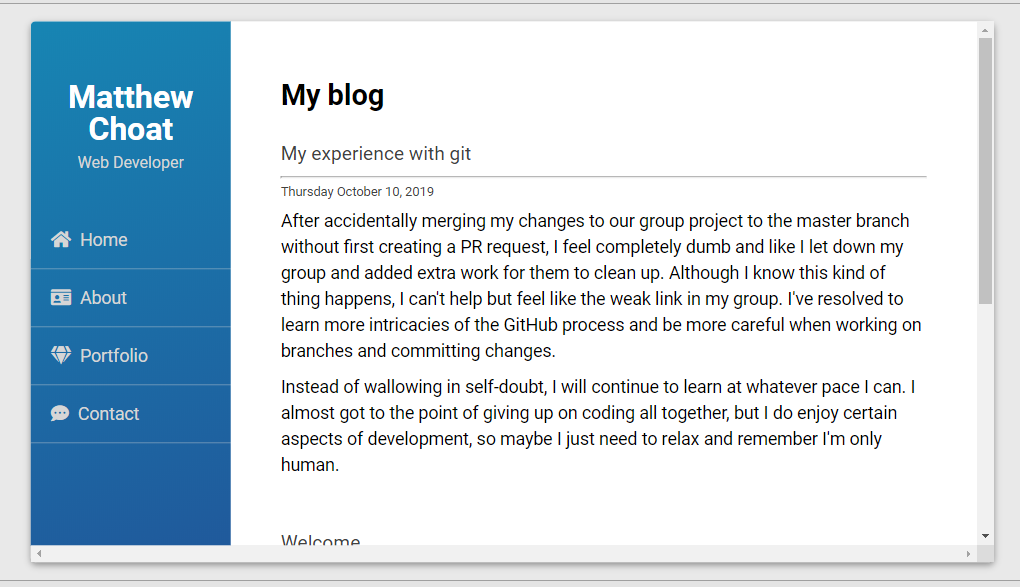 Matthew
Choat
Web Developer
Home
About
Portfolio
Contact
My blog
My experience with git
Thursday October 10, 2019
After accidentally merging my changes to our group project to the master branch
without first creating a PR request, I feel completely dumb and like I let down my
group and added extra work for them to clean up. Although I know this kind of
thing happens, I can't help but feel like the weak link in my group. I've resolved to
learn more intricacies of the GitHub process and be more careful when working on
branches and committing changes.
Instead of wallowing in self-doubt, I will continue to learn at whatever pace I can. I
almost got to the point of giving up on coding all together, but I do enjoy certain
aspects of development, so maybe I just need to relax and remember I'm only
human.
Welcome